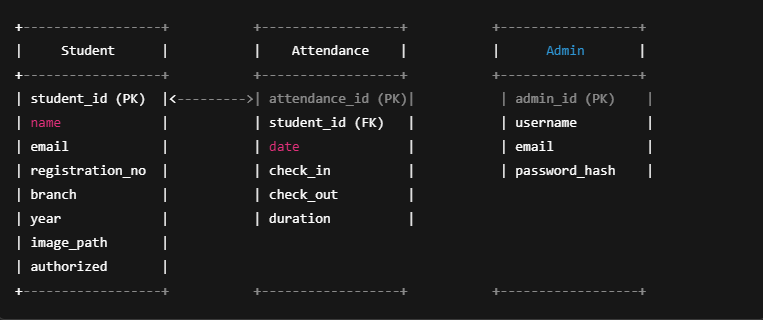 +------------------+           +------------------+           +------------------+
|     Student      |           |    Attendance    |           |      Admin       |
+------------------+           +------------------+           +------------------+
| student_id (PK)  |<--------->| attendance_id (PK)|           | admin_id (PK)    |
| name             |           | student_id (FK)   |           | username         |
| email            |           | date              |           | email            |
| registration_no  |           | check_in          |           | password_hash    |
| branch           |           | check_out         |
| year             |           | duration          |
| image_path       |
| authorized       |
+------------------+           +------------------+           +------------------+